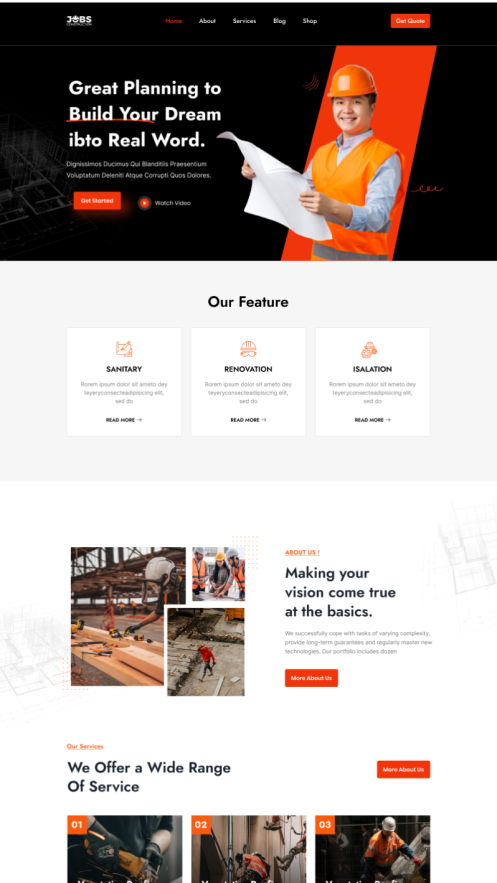 JOBS
CONSTRUCTION
Home About Services Blog Shop
Get Quote
Great Planning to
Build Your Dream
ibto Real Word.
Dignissimos Ducimus Qui Blanditiis Praesentium
Voluptatum Deleniti Atque Corrupti Quos Dolores.
Get Started
Watch Video
Our Feature
SANITARY
Rorem ipsum dolor sit ameto dey
teyeryconsecteadipisicing elit,
sed do
READ MORE →
RENOVATION
Rorem ipsum dolor sit ameto dey
teyeryconsecteadipisicing elit,
sed do
READ MORE →
ISALATION
Rorem ipsum dolor sit ameto dey
teyeryconsecteadipisicing elit,
sed do
READ MORE →
ABOUT US !
Making your
vision come true
at the basics.
We successfully cope with tasks of varying complexity,
provide long-term guarantees and regularly master new
technologies. Our portfolio includes dozen
More About Us
Our Services
We Offer a Wide Range
Of Service
More About Us
01
02
03